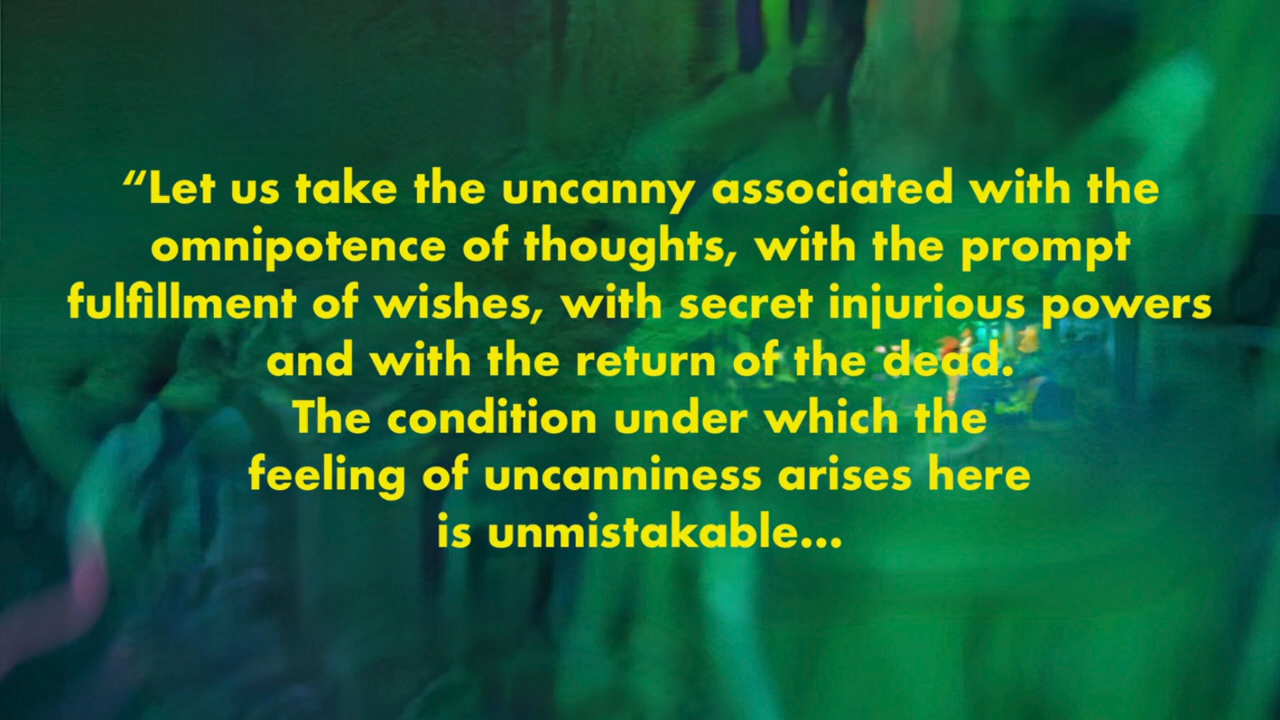 “Let us take the uncanny associated with the
omnipotence of thoughts, with the prompt
fulfillment of wishes, with secret injurious powers
and with the return of the dead.
The condition under which the
feeling of uncanniness arises here
is unmistakable...